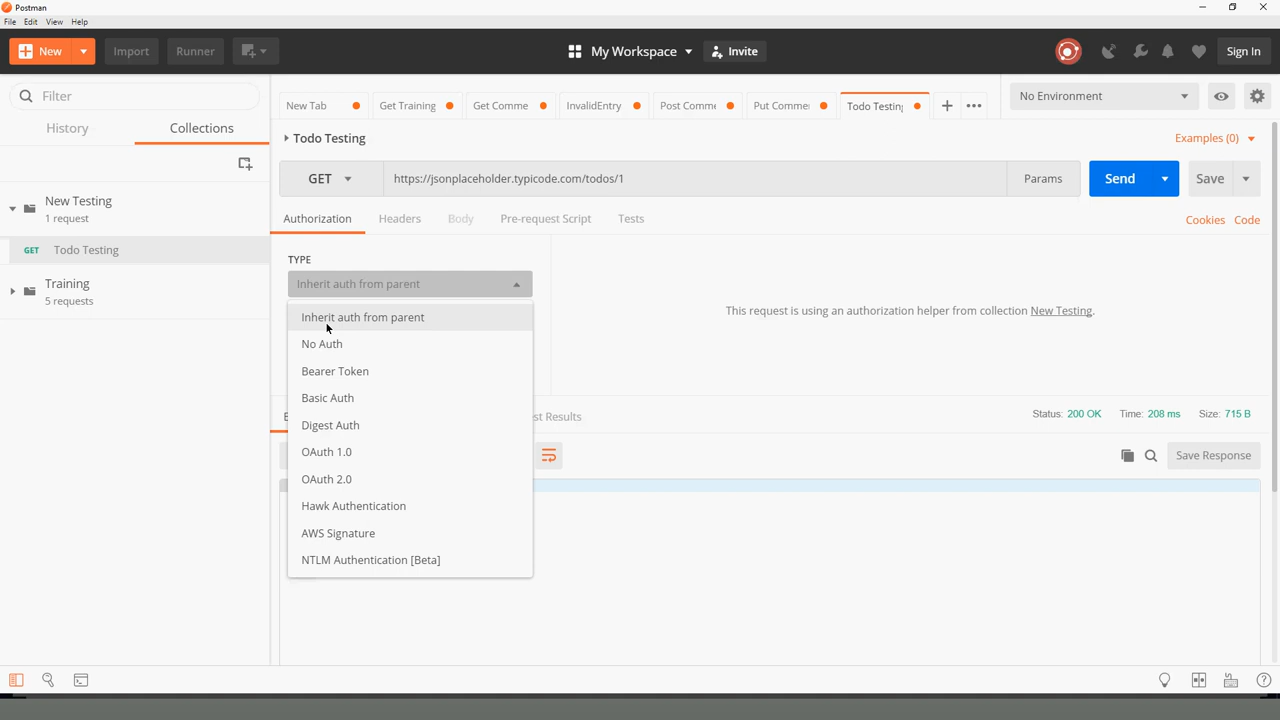 Postman
File Edit View Help
New Import Runner My Workspace Invite Sign In
Filter
History Collections
New Testing
1 request
GET Todo Testing
Training
5 requests
New Tab Get Training Get Comme InvalidEntry Post Comme Put Comme Todo Testing
No Environment
Todo Testing
Examples (0)
GET https://jsonplaceholder.typicode.com/todos/1 Params Send Save
Authorization Headers Body Pre-request Script Tests Cookies Code
TYPE
Inherit auth from parent
This request is using an authorization helper from collection New Testing.
Inherit auth from parent
No Auth
Bearer Token
Basic Auth
Digest Auth
OAuth 1.0
OAuth 2.0
Hawk Authentication
AWS Signature
NTLM Authentication [Beta]
st Results Status: 200 OK Time: 208 ms Size: 715 B
Save Response